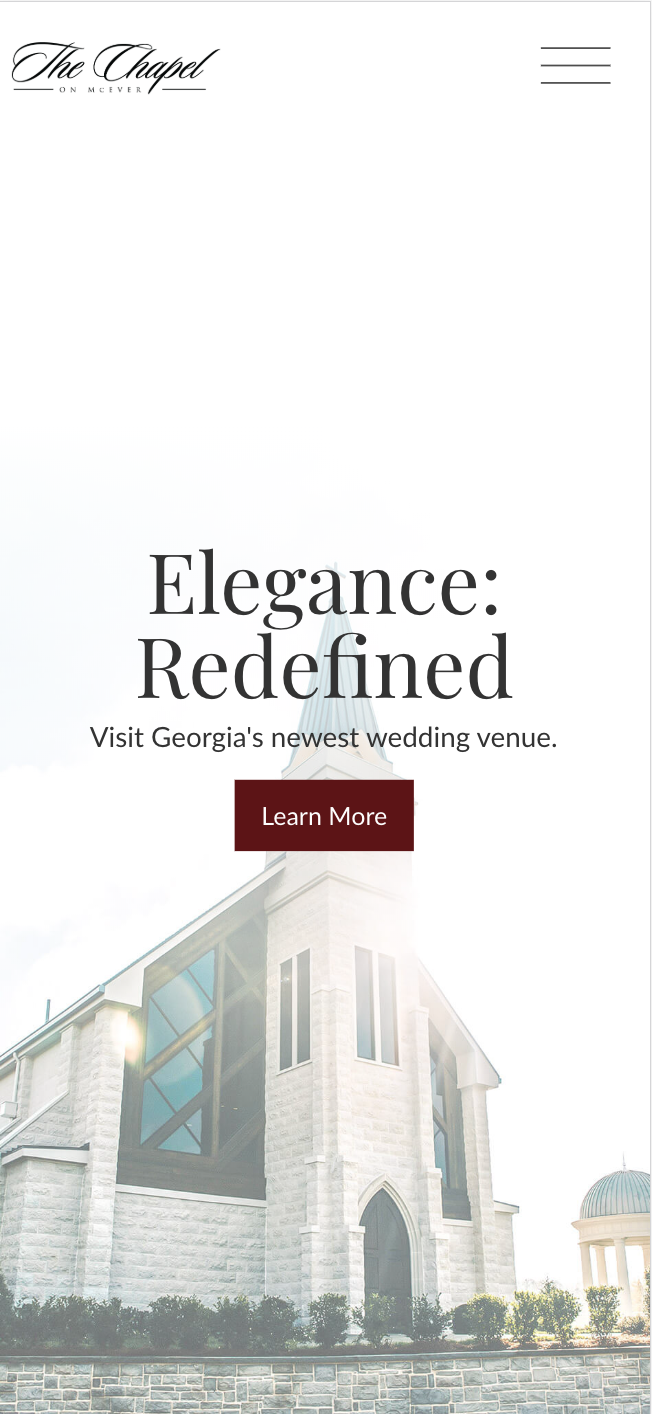 The Chapel
ON McEVER
Elegance:
Redefined
Visit Georgia's newest wedding venue.
Learn More